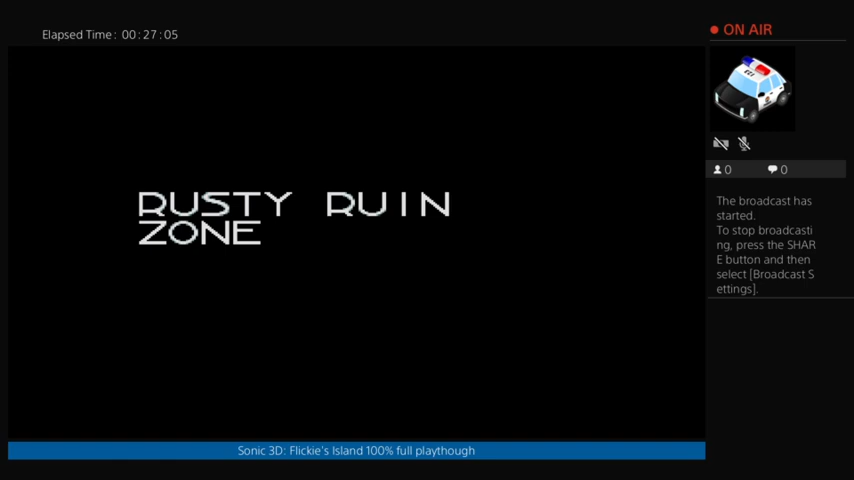 Elapsed Time: 00:27:05
ON AIR
0 0
RUSTY RUIN
ZONE
The broadcast has
started.
To stop broadcasti
ng, press the SHAR
E button and then
select [Broadcast S
ettings].
Sonic 3D: Flickie's Island 100% full playthough